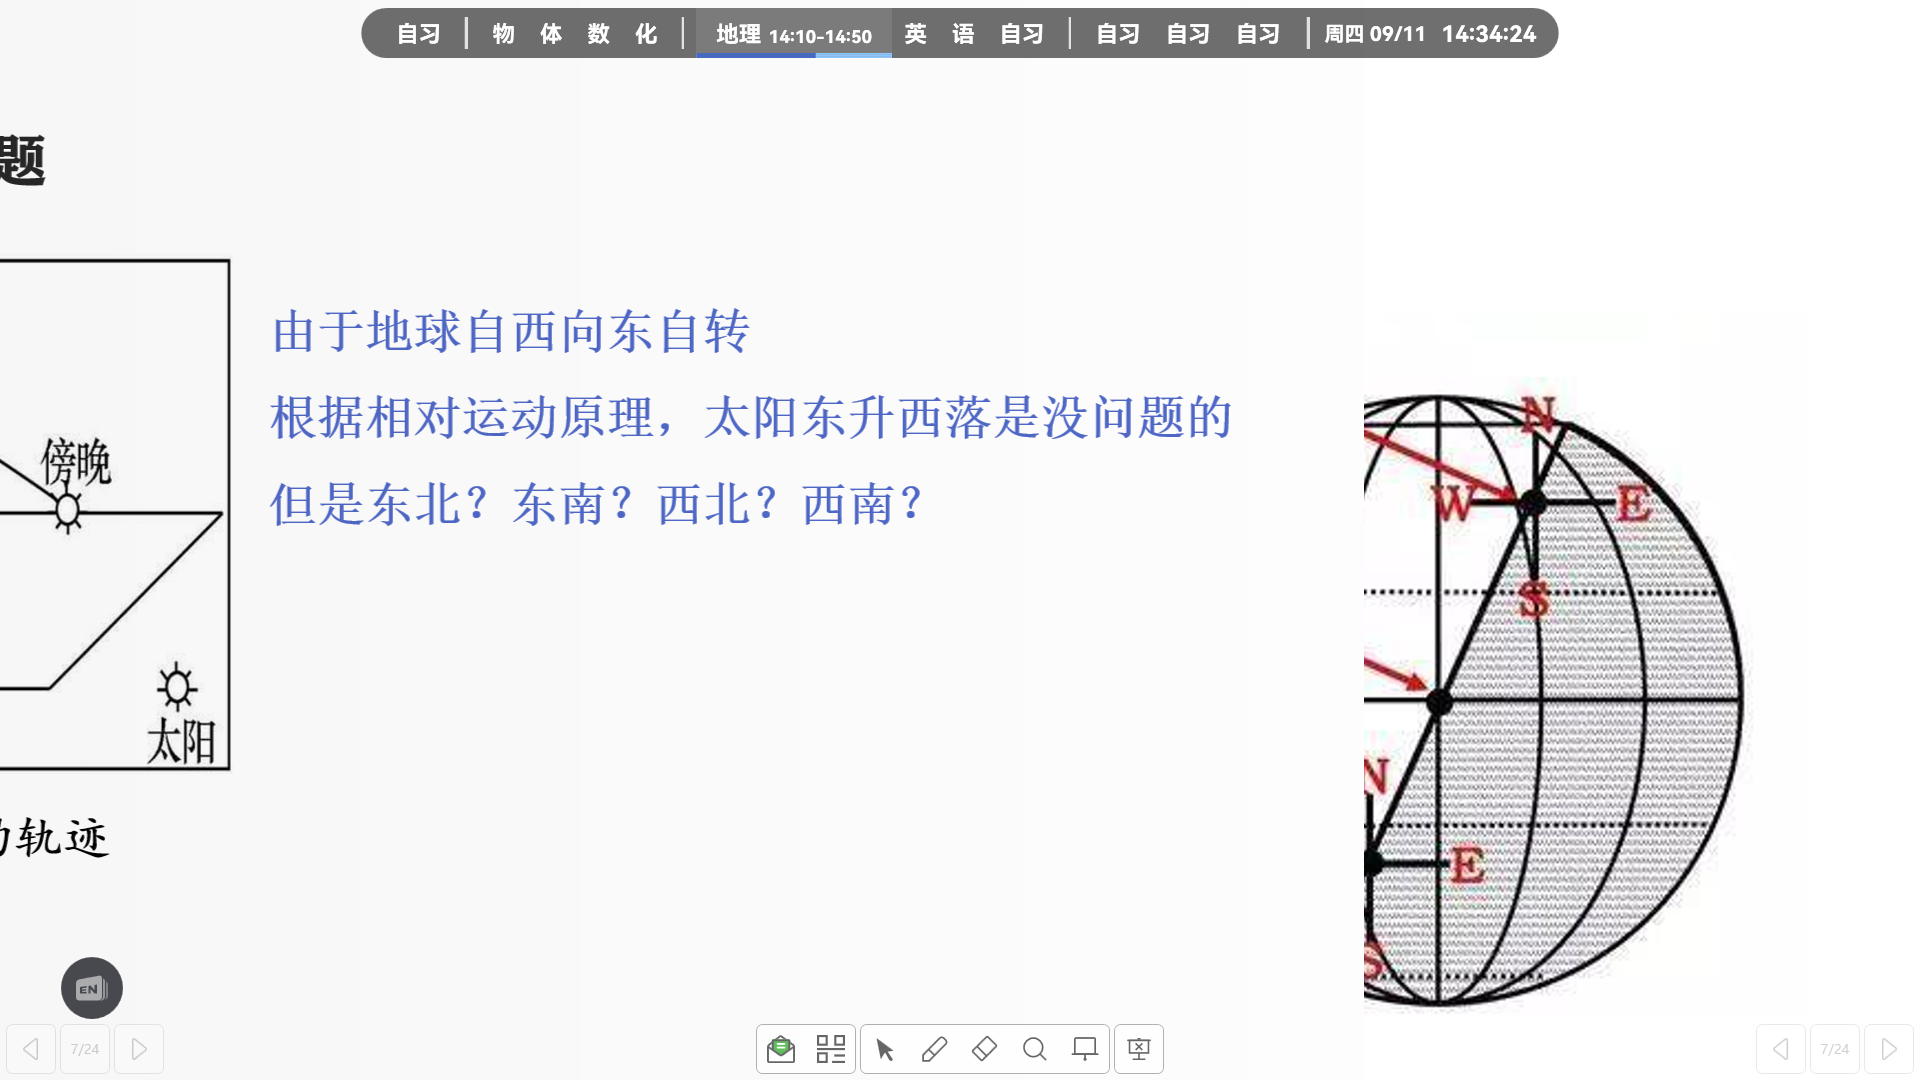 自习 物 体 数 化 地理 14:10-14:50 英 语 自习 自习 自习 自习 周四 09/11 14:34:24
题
由于地球自西向东自转
根据相对运动原理，太阳东升西落是没问题的
但是东北？东南？西北？西南？
傍晚
太阳
轨迹
N
W
E
S
N
E
S
EN
7/24
7/24